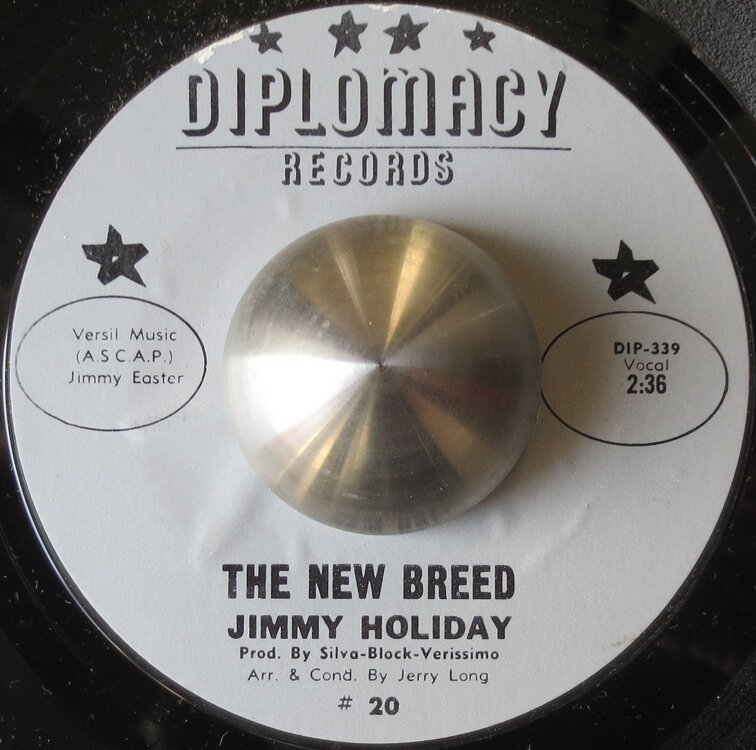 DIPLOMACY
RECORDS
Versil Music
(A.S.C.A.P.)
Jimmy Easter
DIP-339
Vocal
2:36
THE NEW BREED
JIMMY HOLIDAY
Prod. By Silva-Block-Verissimo
Arr. & Cond. By Jerry Long
# 20